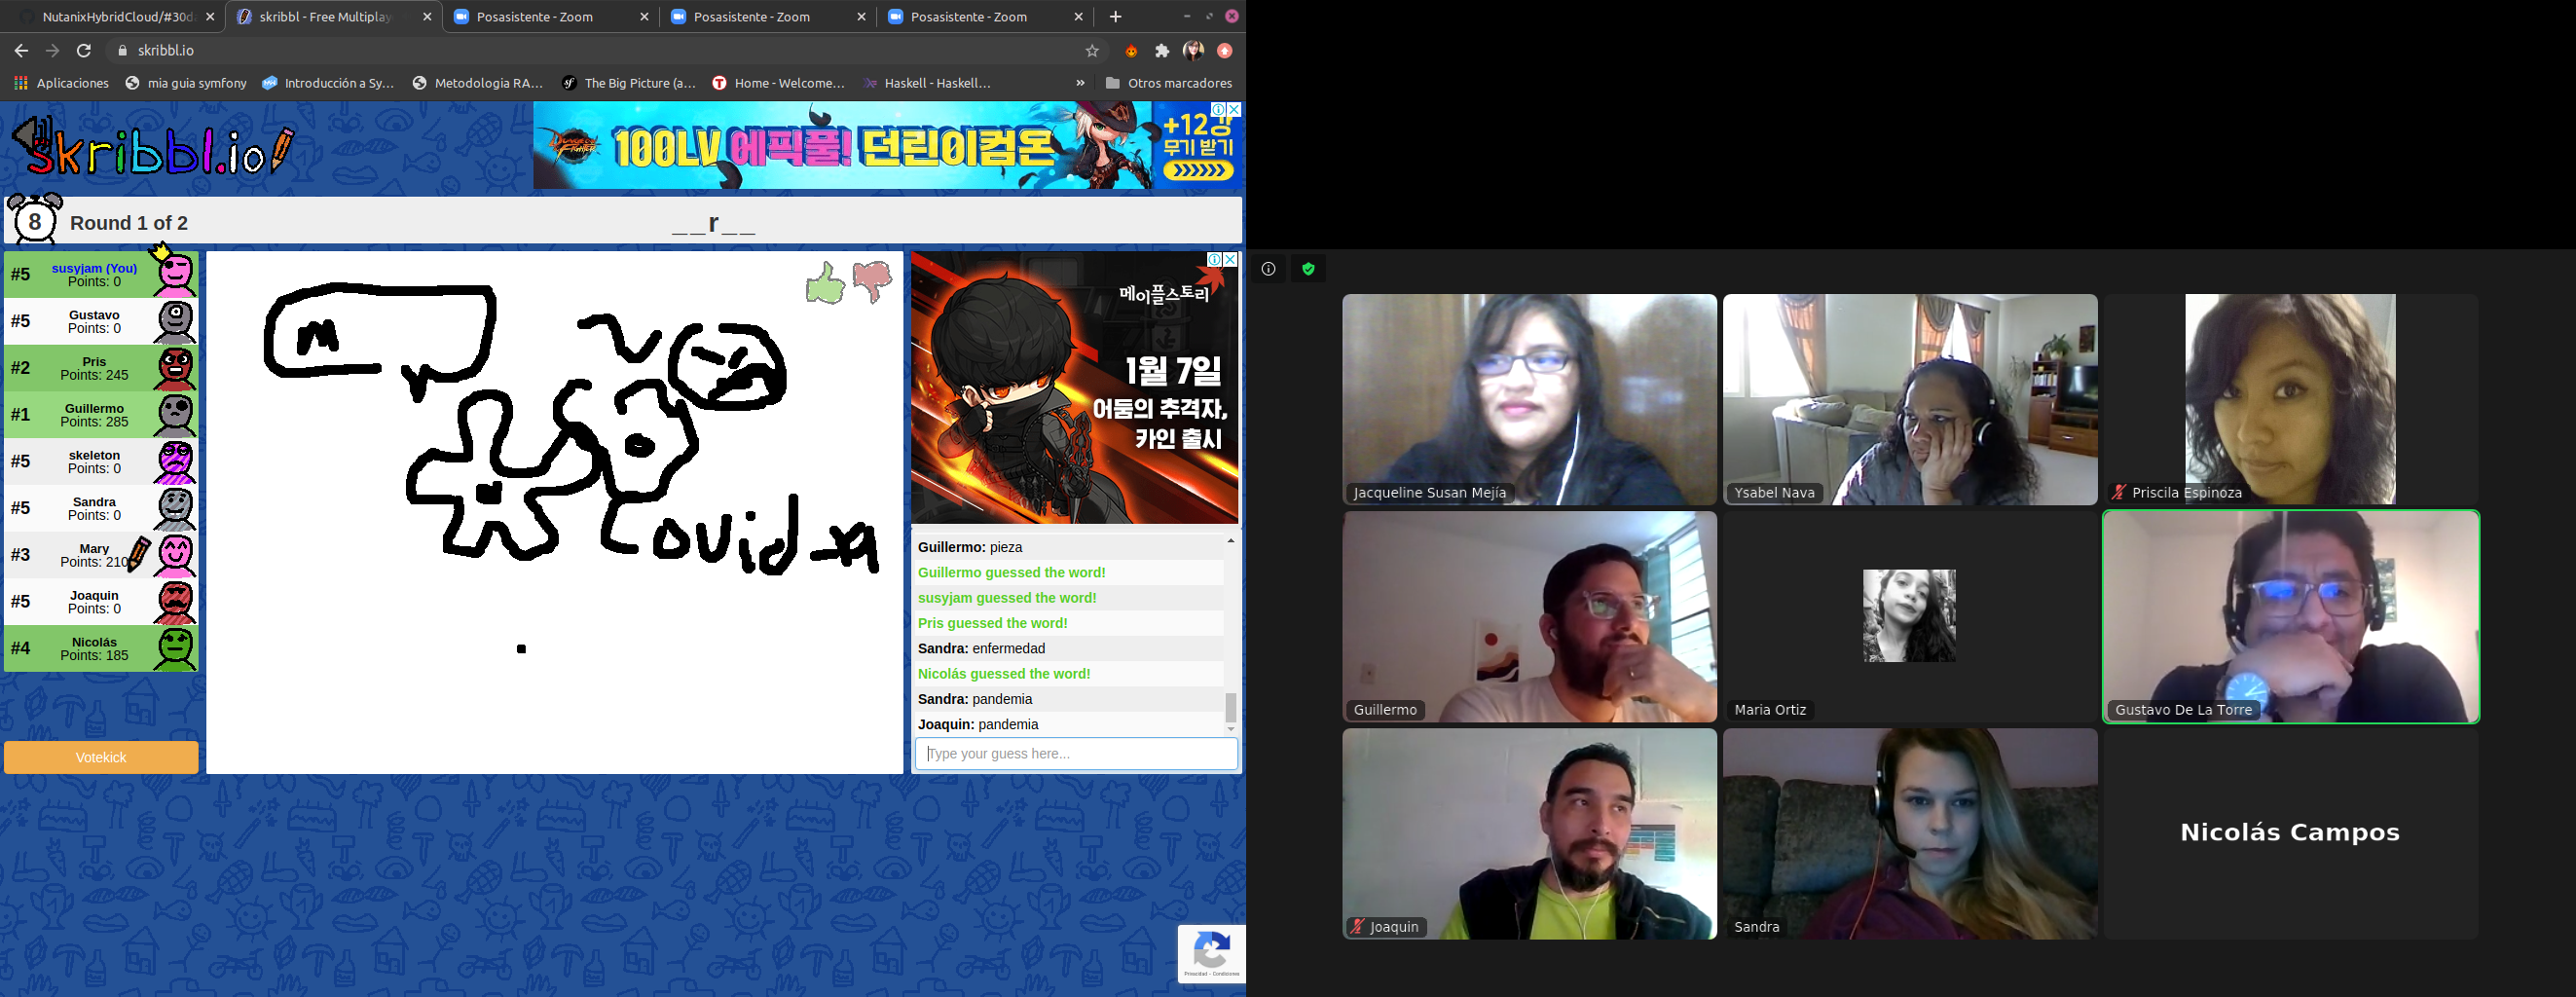 NutanixHybridCloud/#30d
skribbl - Free Multiplay
Posasistente - Zoom
Posasistente - Zoom
Posasistente - Zoom
skribbl.io
Aplicaciones
mia guia symfony
Introducción a Sy...
Metodologia RA...
The Big Picture (a...
Home - Welcome...
Haskell - Haskell...
»
Otros marcadores
skribbl.io
100LV 에픽풀! 던린이컴온
+12강
무기 받기
8
Round 1 of 2
__r__
#5
susyjam (You)
Points: 0
#5
Gustavo
Points: 0
#2
Pris
Points: 245
#1
Guillermo
Points: 285
#5
skeleton
Points: 0
#5
Sandra
Points: 0
#3
Mary
Points: 210
#5
Joaquin
Points: 0
#4
Nicolás
Points: 185
Votekick
m
메이플스토리
1월 7일
어둠의 추격자,
카인 출시
Guillermo: pieza
Guillermo guessed the word!
susyjam guessed the word!
Pris guessed the word!
Sandra: enfermedad
Nicolás guessed the word!
Sandra: pandemia
Joaquin: pandemia
Type your guess here...
Privacidad - Condiciones
Jacqueline Susan Mejía
Ysabel Nava
Priscila Espinoza
Guillermo
Maria Ortiz
Gustavo De La Torre
Joaquin
Sandra
Nicolás Campos